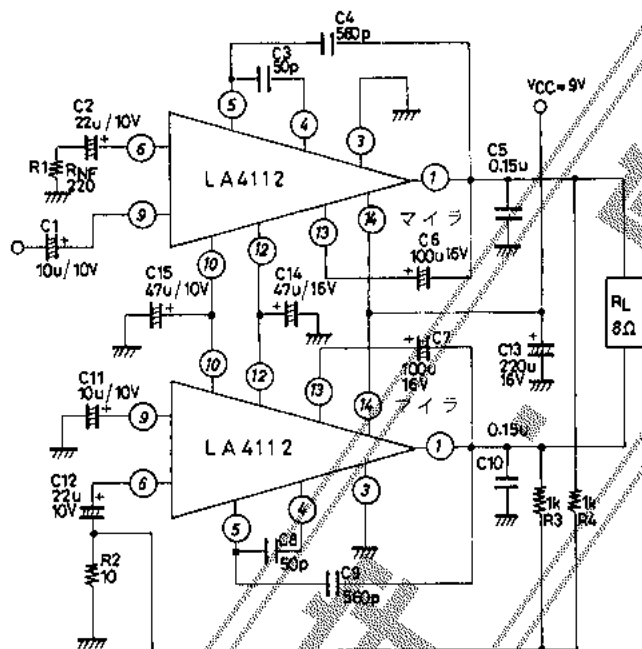 C4
560p
C3
50p
VCC=9V
C2
22u/10V
5
4
3
6
R1
RNF
220
LA4112
1
C5
0.15u
9
14
マイラ
C1
10u/10V
10
12
13
C6
100u 16V
C15
47u/10V
C14
47u/16V
RL
8Ω
C7
100u
16V
C13
220u
16V
10
12
13
14
マイラ
C11
10u/10V
9
LA4112
1
0.15u
C12
22u
10V
6
C10
3
4
5
1k
R3
1k
R4
C8
50p
R2
10
C9
560p